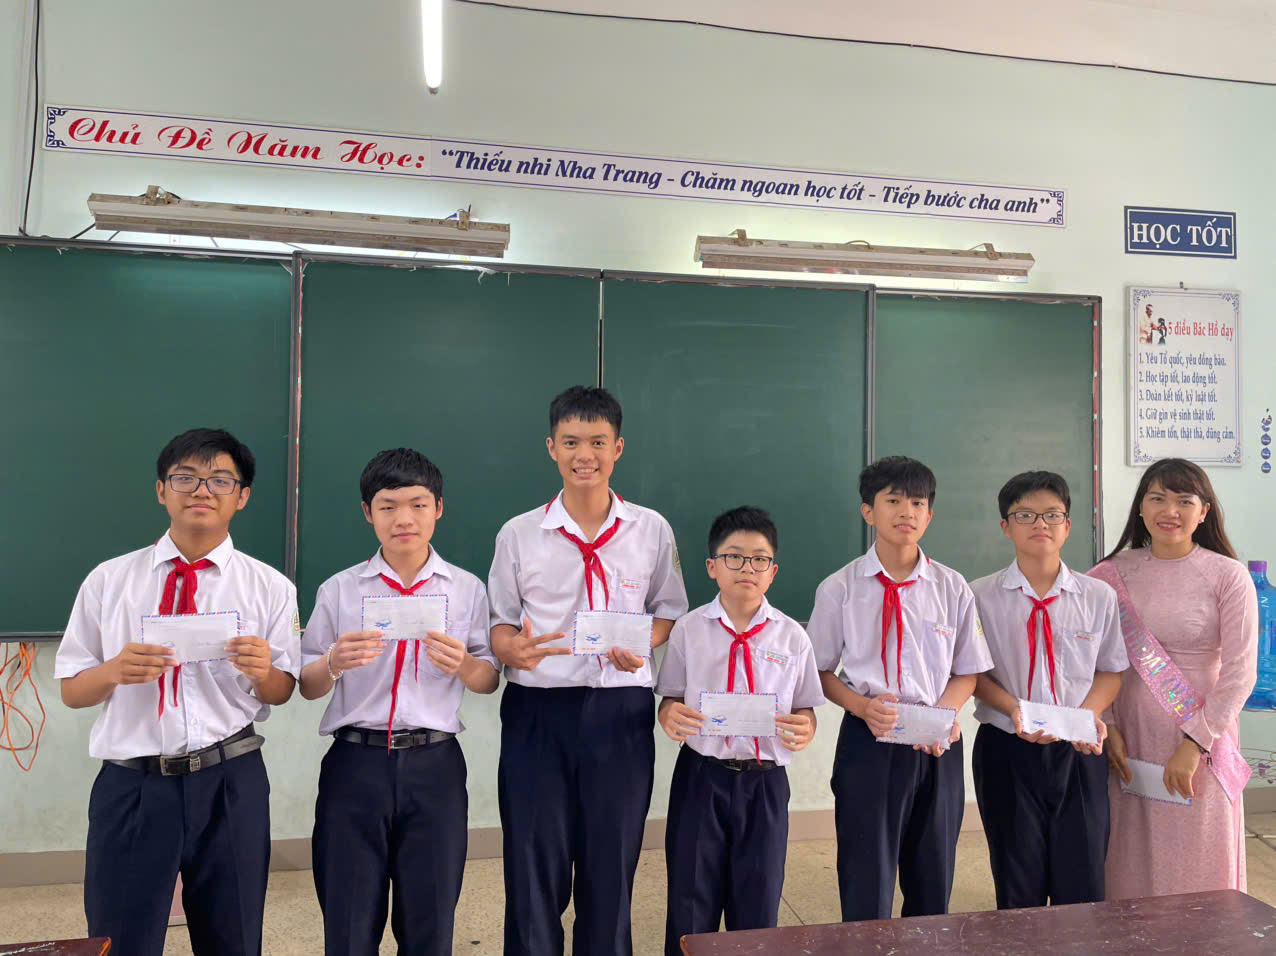 Chủ Đề Năm Học: “Thiếu nhi Nha Trang - Chăm ngoan học tốt - Tiếp bước cha anh”
HỌC TỐT
5 điều Bác Hồ dạy
1. Yêu Tổ quốc, yêu đồng bào.
2. Học tập tốt, lao động tốt.
3. Đoàn kết tốt, kỷ luật tốt.
4. Giữ gìn vệ sinh thật tốt.
5. Khiêm tốn, thật thà, dũng cảm.